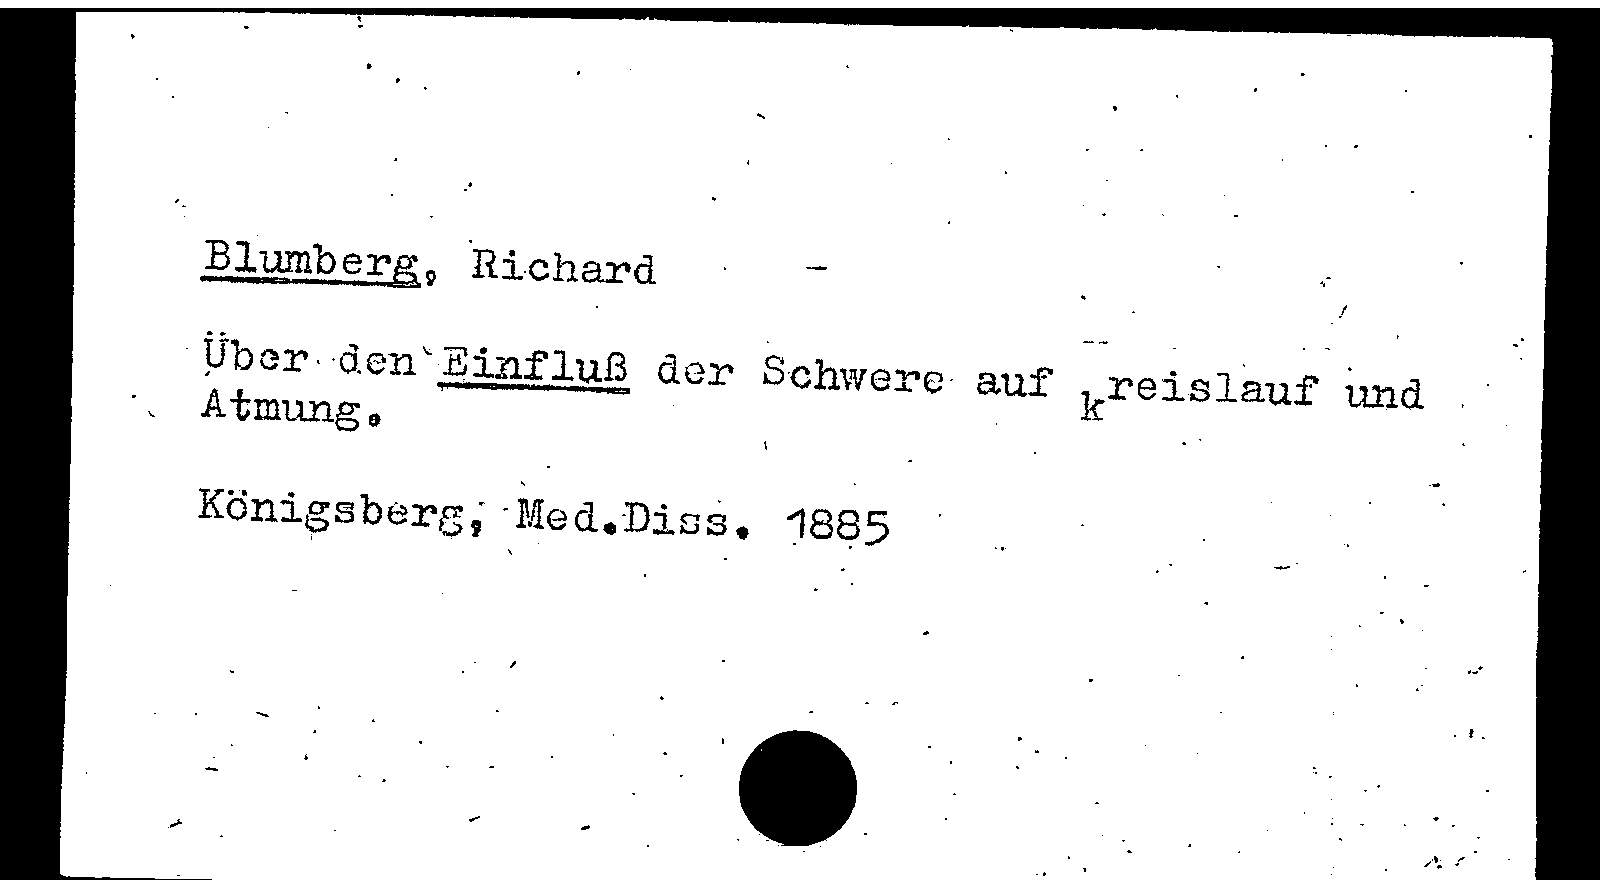 Blumberg, Richard
Über den Einfluß der Schwere auf kreislauf und
Atmung.
Königsberg, Med.Diss. 1885